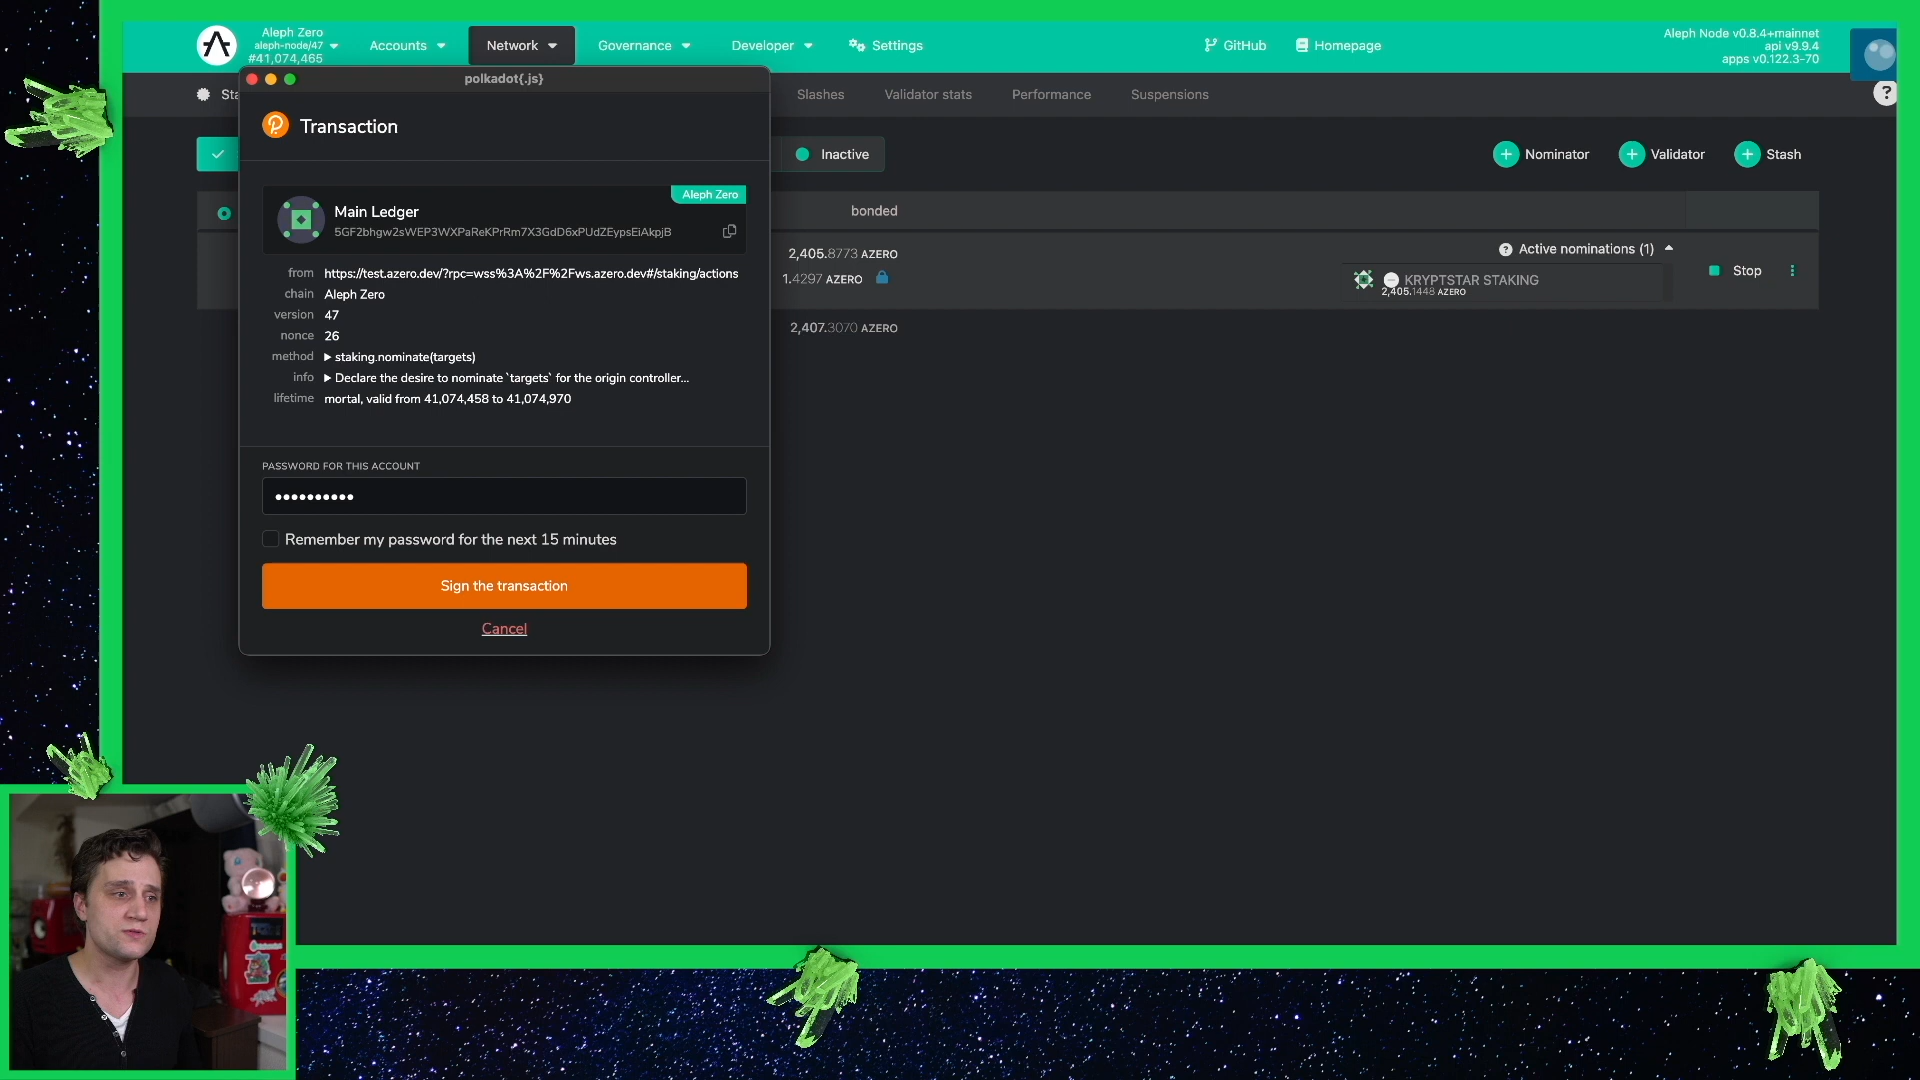 Aleph Zero
aleph-node/47
#41,074,465
Accounts
Network
Governance
Developer
Settings
GitHub
Homepage
Aleph Node v0.8.4+mainnet
api v9.9.4
apps v0.122.3-70
polkadot{.js}
Slashes
Validator stats
Performance
Suspensions
?
Transaction
Inactive
Nominator
Validator
Stash
Aleph Zero
Main Ledger
5GF2bhgw2sWEP3WXPaReKPrRm7X3GdD6xPUdZEypsEiAkpjB
bonded
2,405.8773 AZERO
1.4297 AZERO
Active nominations (1)
KRYPTSTAR STAKING
2,405.1448 AZERO
Stop
2,407.3070 AZERO
from https://test.azero.dev/?rpc=wss%3A%2F%2Fws.azero.dev#/staking/actions
chain Aleph Zero
version 47
nonce 26
method staking.nominate(targets)
info Declare the desire to nominate `targets` for the origin controller...
lifetime mortal, valid from 41,074,458 to 41,074,970
PASSWORD FOR THIS ACCOUNT
••••••••••
Remember my password for the next 15 minutes
Sign the transaction
Cancel